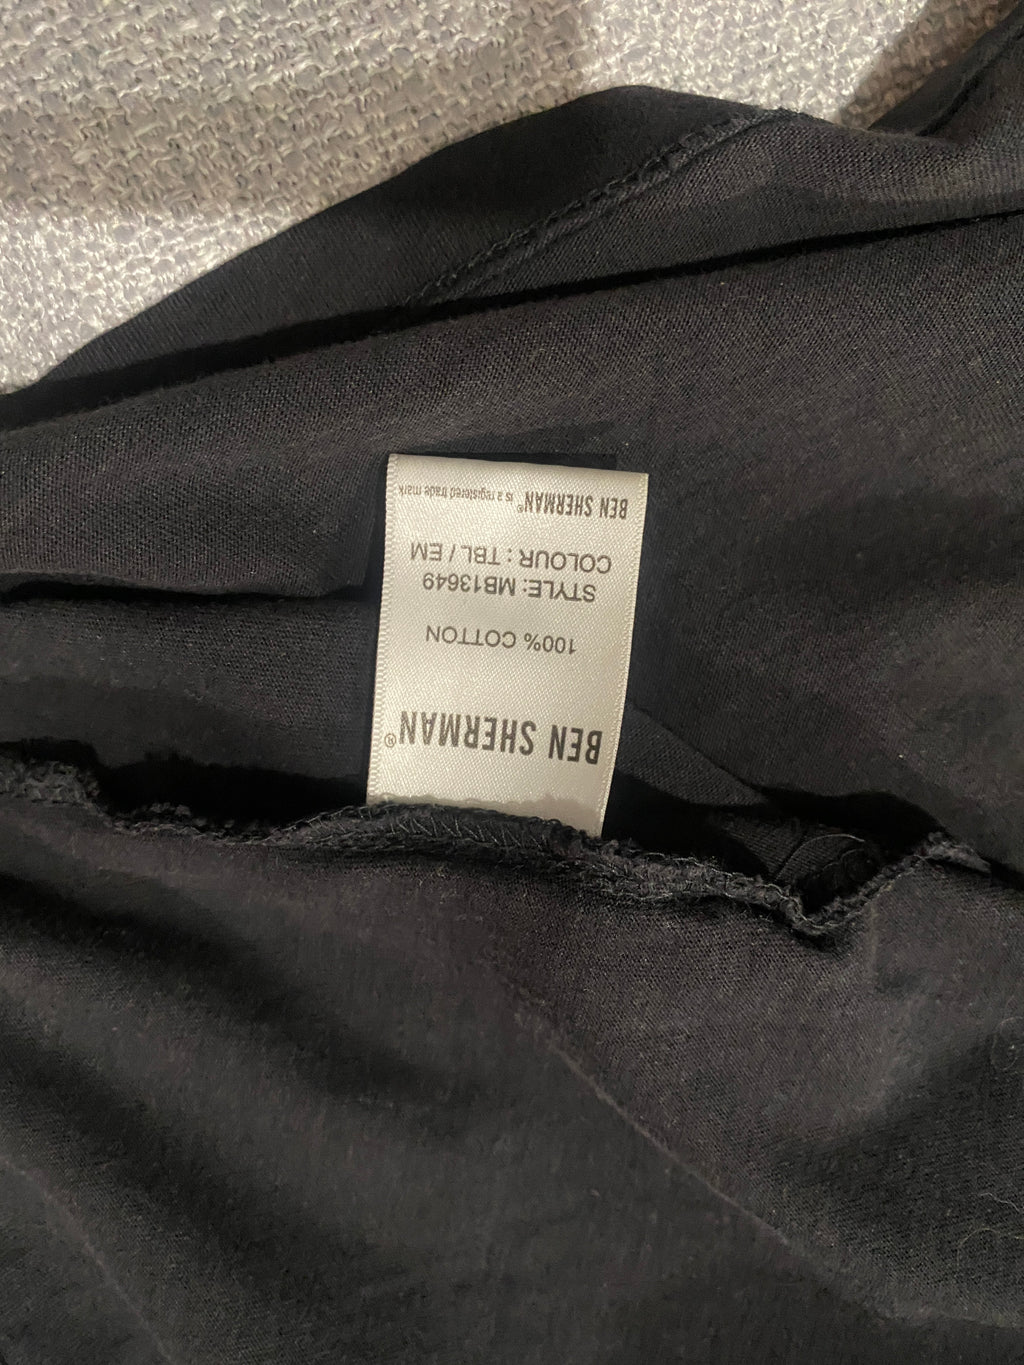 BEN SHERMAN®
100% COTTON
STYLE: MB13649
COLOUR : TBL / EM
BEN SHERMAN® is a registered trade mark